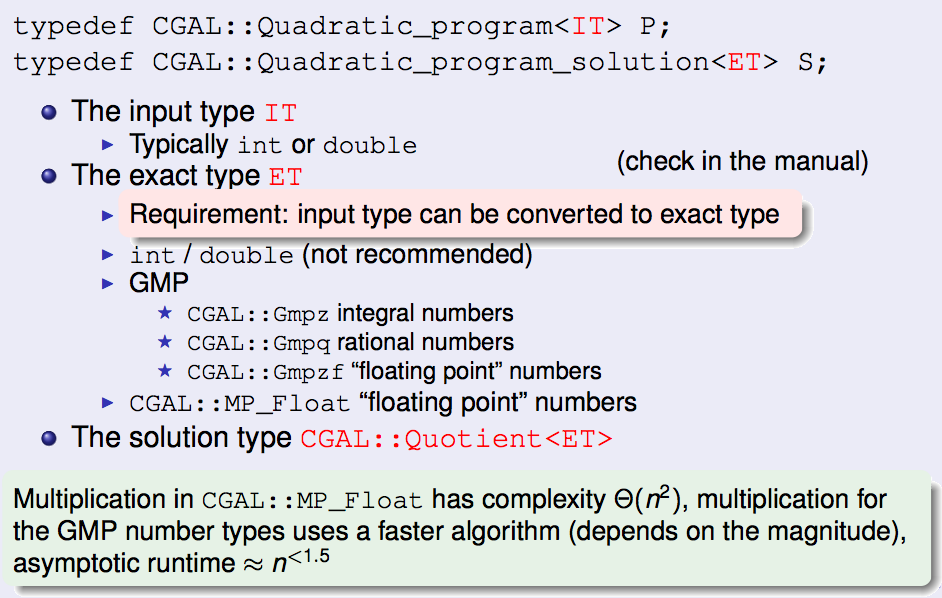 typedef CGAL::Quadratic_program<IT> P;
typedef CGAL::Quadratic_program_solution<ET> S;
The input type IT
Typically int or double
(check in the manual)
The exact type ET
Requirement: input type can be converted to exact type
int / double (not recommended)
GMP
CGAL::Gmpz integral numbers
CGAL::Gmpq rational numbers
CGAL::Gmpzf “floating point” numbers
CGAL::MP_Float “floating point” numbers
The solution type CGAL::Quotient<ET>
Multiplication in CGAL::MP_Float has complexity Θ(n²), multiplication for
the GMP number types uses a faster algorithm (depends on the magnitude),
asymptotic runtime ≈ n^<1.5